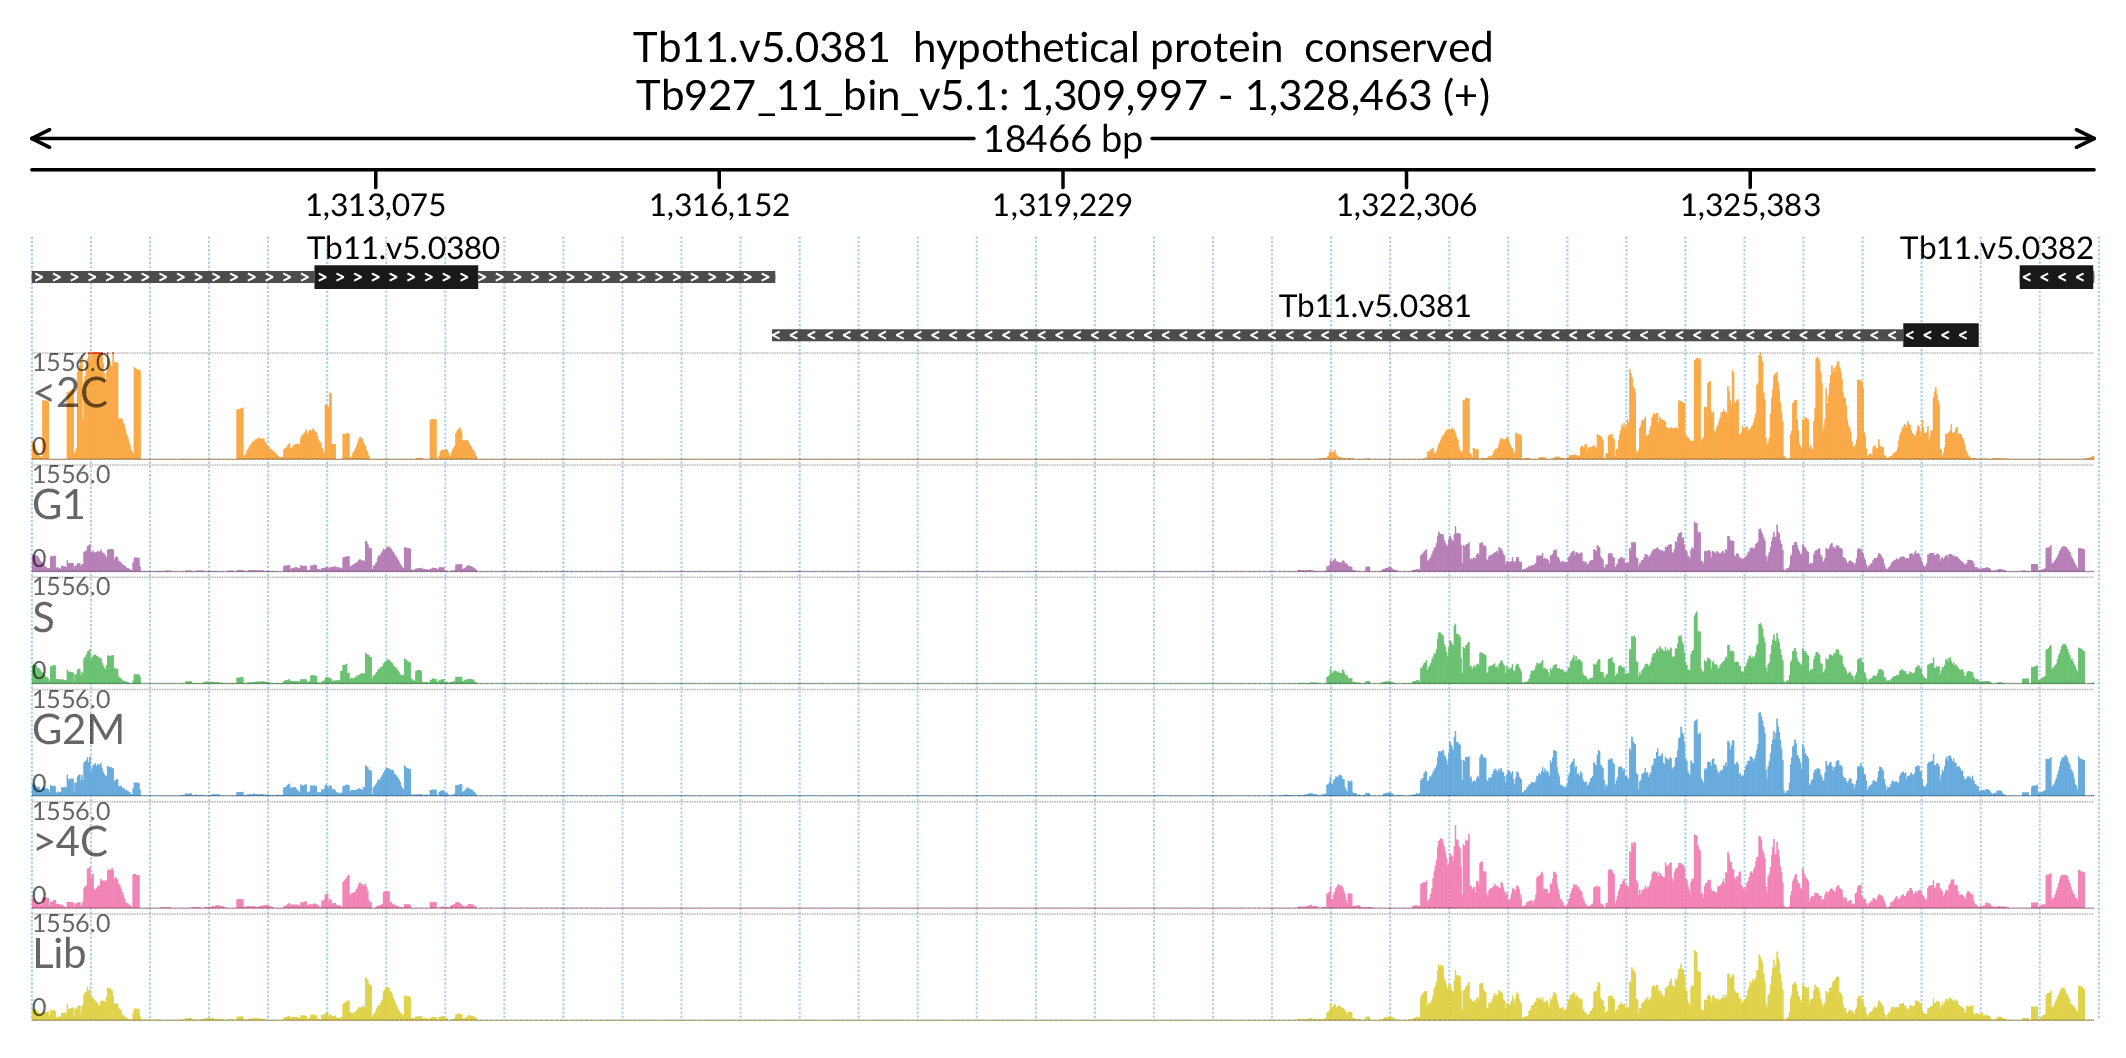 Tb11.v5.0381 hypothetical protein conserved
Tb927_11_bin_v5.1: 1,309,997 - 1,328,463 (+)
18466 bp
1,313,075 1,316,152 1,319,229 1,322,306 1,325,383
Tb11.v5.0380 Tb11.v5.0382
Tb11.v5.0381
1556.0
<2C
0
1556.0
G1
0
1556.0
S
0
1556.0
G2M
0
1556.0
>4C
0
1556.0
Lib
0